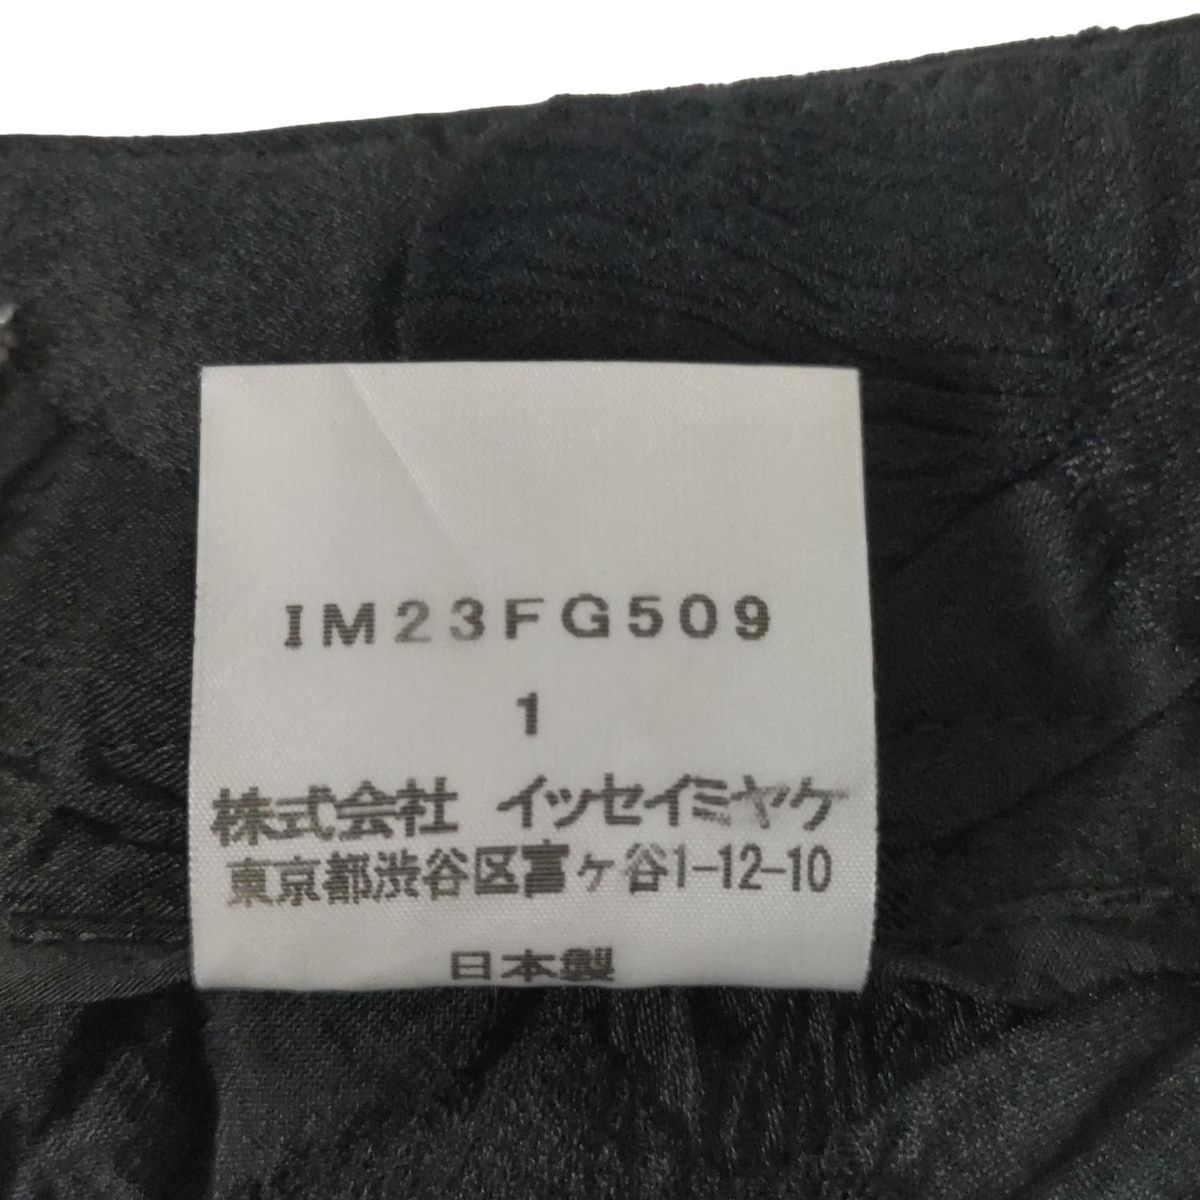 IM23FG509
1
株式会社 イッセイミヤケ
東京都渋谷区富ヶ谷1-12-10
日本製